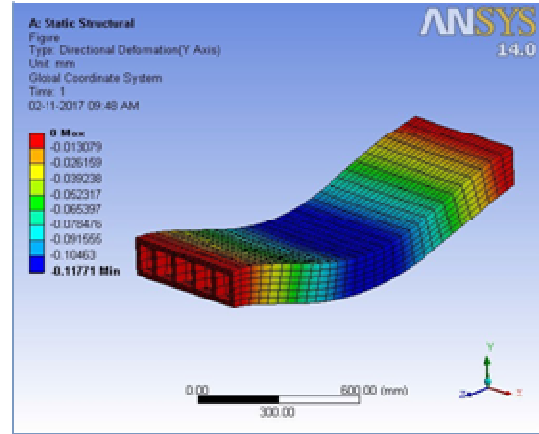 A: Static Structural
Figure
Type: Directional Deformation(Y Axis)
Unit: mm
Global Coordinate System
Time: 1
02-11-2017 09:48 AM
ANSYS
14.0
0 Max
-0.013079
-0.026159
-0.039238
-0.052317
-0.065397
-0.078476
-0.091555
-0.10463
-0.11771 Min
0.00
600.00 (mm)
300.00
Y
Z
X